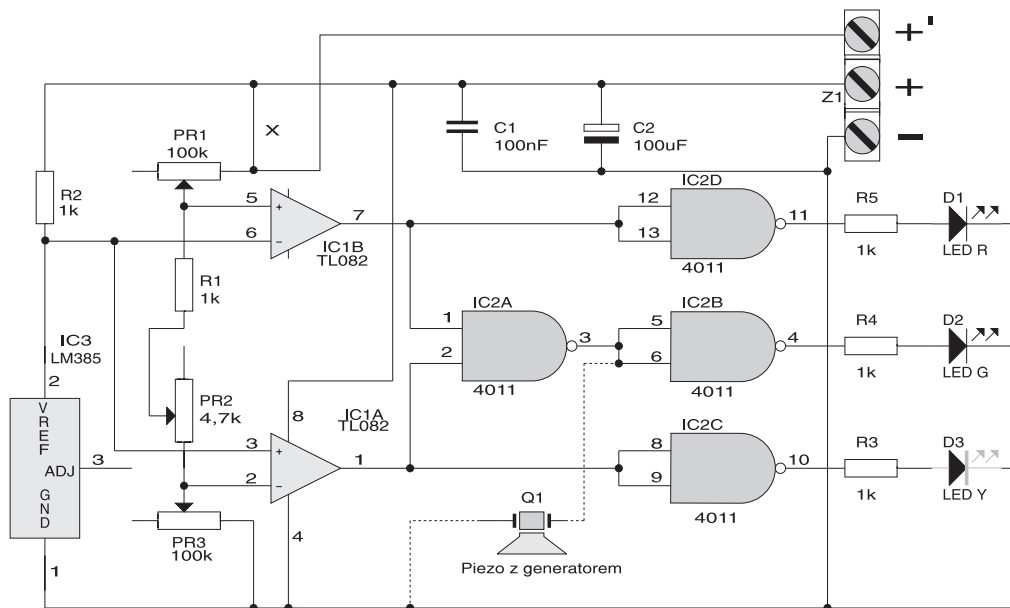 +'
+
Z1
−
X
PR1
100k
C1
100nF
C2
100uF
R2
1k
5
+
7
6
−
IC1B
TL082
R1
1k
IC2D
12
13
11
4011
R5
1k
D1
LED R
IC2A
1
2
3
4011
IC2B
5
6
4
4011
R4
1k
D2
LED G
IC3
LM385
2
VREF
ADJ
3
GND
1
PR2
4,7k
8
IC1A
TL082
3
+
1
2
−
4
PR3
100k
IC2C
8
9
10
4011
R3
1k
D3
LED Y
Q1
Piezo z generatorem